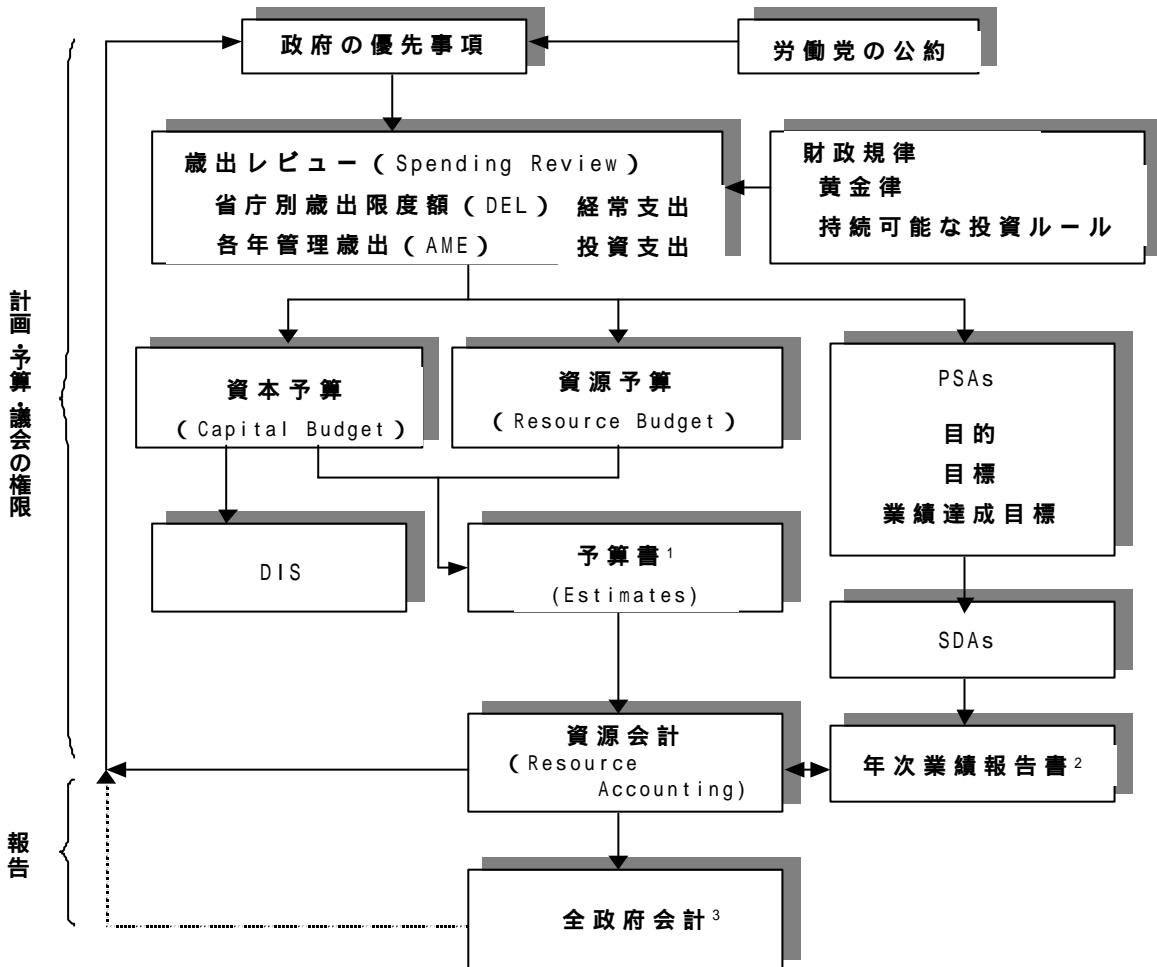 政府の優先事項
労働党の公約
歳出レビュー(Spending Review)
省庁別歳出限度額(DEL) 経常支出
各年管理歳出(AME) 投資支出
財政規律
黄金律
持続可能な投資ルール
計画・予算・議会の権限
資本予算
(Capital Budget)
資源予算
(Resource Budget)
PSAs
目的
目標
業績達成目標
DIS
予算書1
(Estimates)
SDAs
資源会計
(Resource
Accounting)
年次業績報告書2
報告
全政府会計3